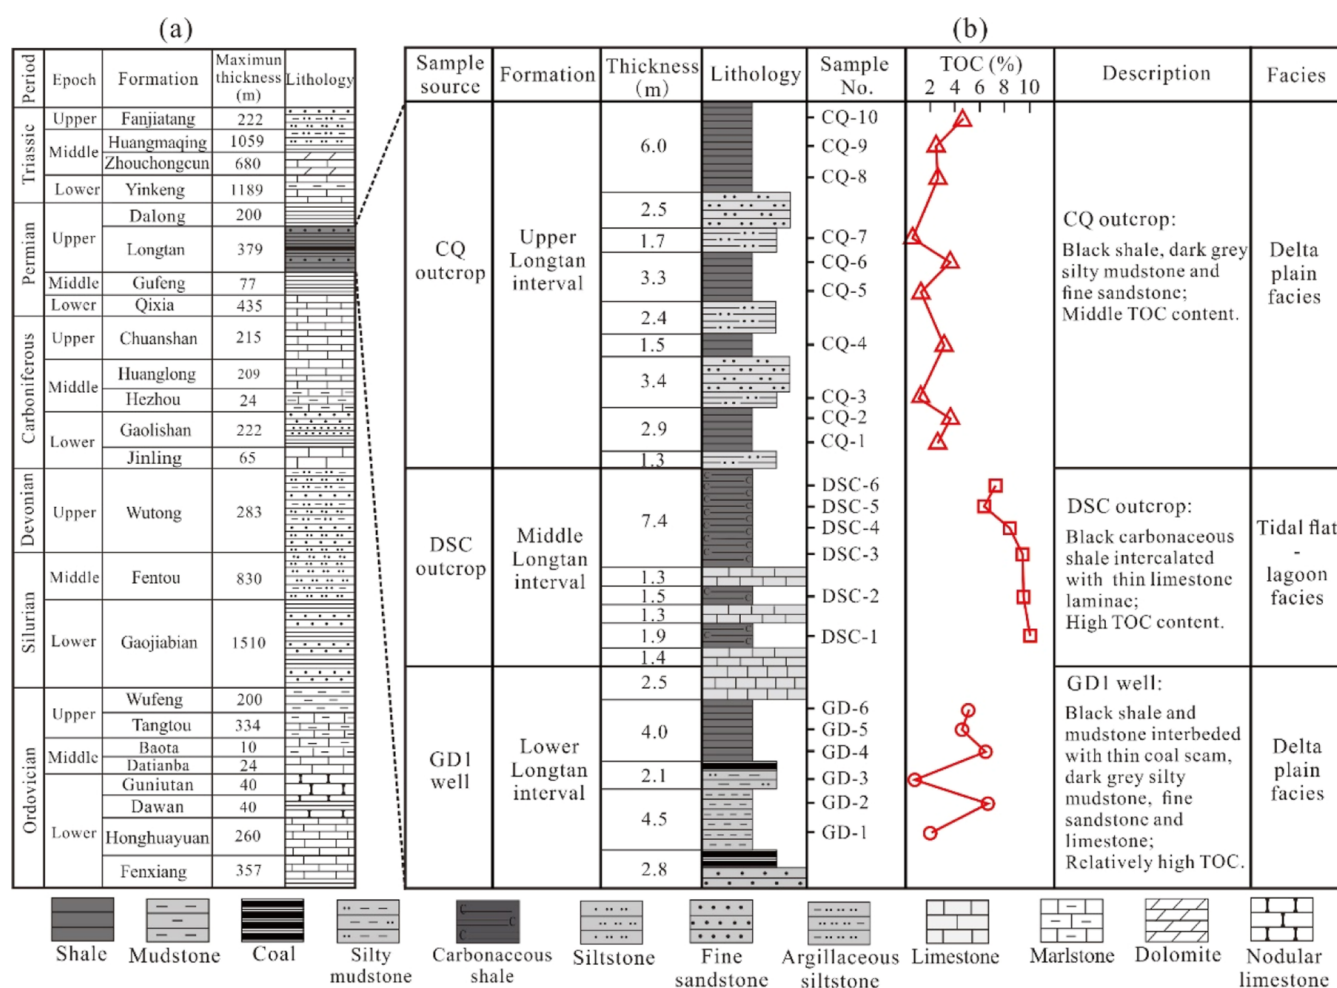 (a)
Period
Epoch
Formation
Maximun
thickness
(m)
Lithology
Triassic
Upper
Fanjiatang
222
Middle
Huangmaqing
1059
Zhouchongcun
680
Lower
Yinkeng
1189
Permian
Upper
Dalong
200
Longtan
379
Middle
Gufeng
77
Lower
Qixia
435
Carboniferous
Upper
Chuanshan
215
Middle
Huanglong
209
Hezhou
24
Lower
Gaolishan
222
Jinling
65
Devonian
Upper
Wutong
283
Silurian
Middle
Fentou
830
Lower
Gaojiabian
1510
Ordovician
Upper
Wufeng
200
Tangtou
334
Middle
Baota
10
Datianba
24
Lower
Guniutan
40
Dawan
40
Honghuayuan
260
Fenxiang
357
(b)
Sample
source
Formation
Thickness
(m)
Lithology
Sample
No.
TOC (%)
2 4 6 8 10
Description
Facies
CQ
outcrop
Upper
Longtan
interval
6.0
2.5
1.7
3.3
2.4
1.5
3.4
2.9
1.3
CQ-10
CQ-9
CQ-8
CQ-7
CQ-6
CQ-5
CQ-4
CQ-3
CQ-2
CQ-1
CQ outcrop:
Black shale, dark grey
silty mudstone and
fine sandstone;
Middle TOC content.
Delta
plain
facies
DSC
outcrop
Middle
Longtan
interval
7.4
1.3
1.5
1.3
1.9
1.4
DSC-6
DSC-5
DSC-4
DSC-3
DSC-2
DSC-1
DSC outcrop:
Black carbonaceous
shale intercalated
with thin limestone
laminae;
High TOC content.
Tidal flat
-
lagoon
facies
GD1
well
Lower
Longtan
interval
2.5
4.0
2.1
4.5
2.8
GD-6
GD-5
GD-4
GD-3
GD-2
GD-1
GD1 well:
Black shale and
mudstone interbeded
with thin coal seam,
dark grey silty
mudstone, fine
sandstone and
limestone;
Relatively high TOC.
Delta
plain
facies
Shale
Mudstone
Coal
Silty
mudstone
Carbonaceous
shale
Siltstone
Fine
sandstone
Argillaceous
siltstone
Limestone
Marlstone
Dolomite
Nodular
limestone